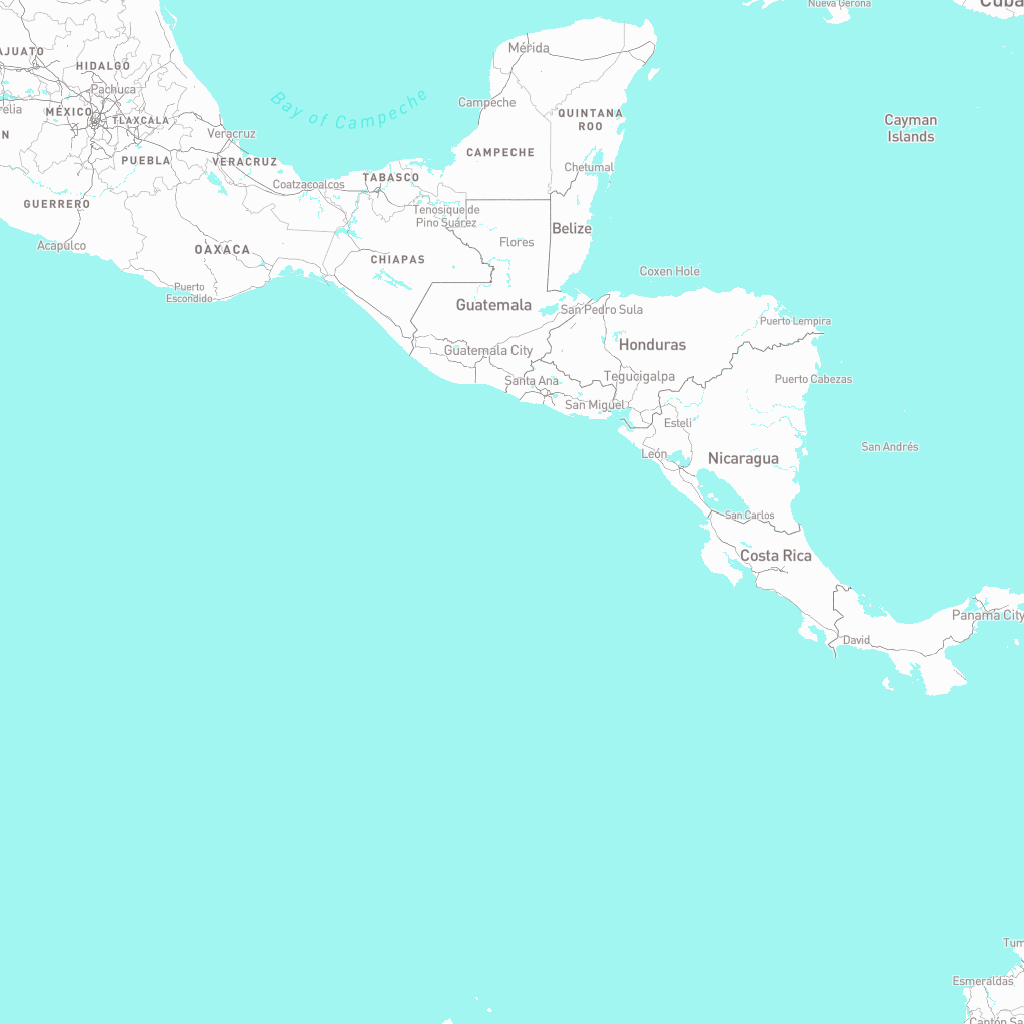 Nueva Gerona
Cuba
AJUATO
Mérida
HIDALGO
Pachuca
Bay of Campeche
Campeche
relia
MÉXICO
TLAXCALA
QUINTANA
ROO
Cayman
Islands
N
Veracruz
PUEBLA
VERACRUZ
CAMPECHE
Chetumal
Coatzacoalcos
TABASCO
GUERRERO
Tenosique de
Pino Suárez
Belize
Acapulco
OAXACA
Flores
CHIAPAS
Coxen Hole
Puerto
Escondido
Guatemala
San Pedro Sula
Puerto Lempira
Honduras
Guatemala City
Santa Ana
Tegucigalpa
Puerto Cabezas
San Miguel
Estelí
San Andrés
León
Nicaragua
San Carlos
Costa Rica
Panama City
David
Tum
Esmeraldas
Cantón Sa